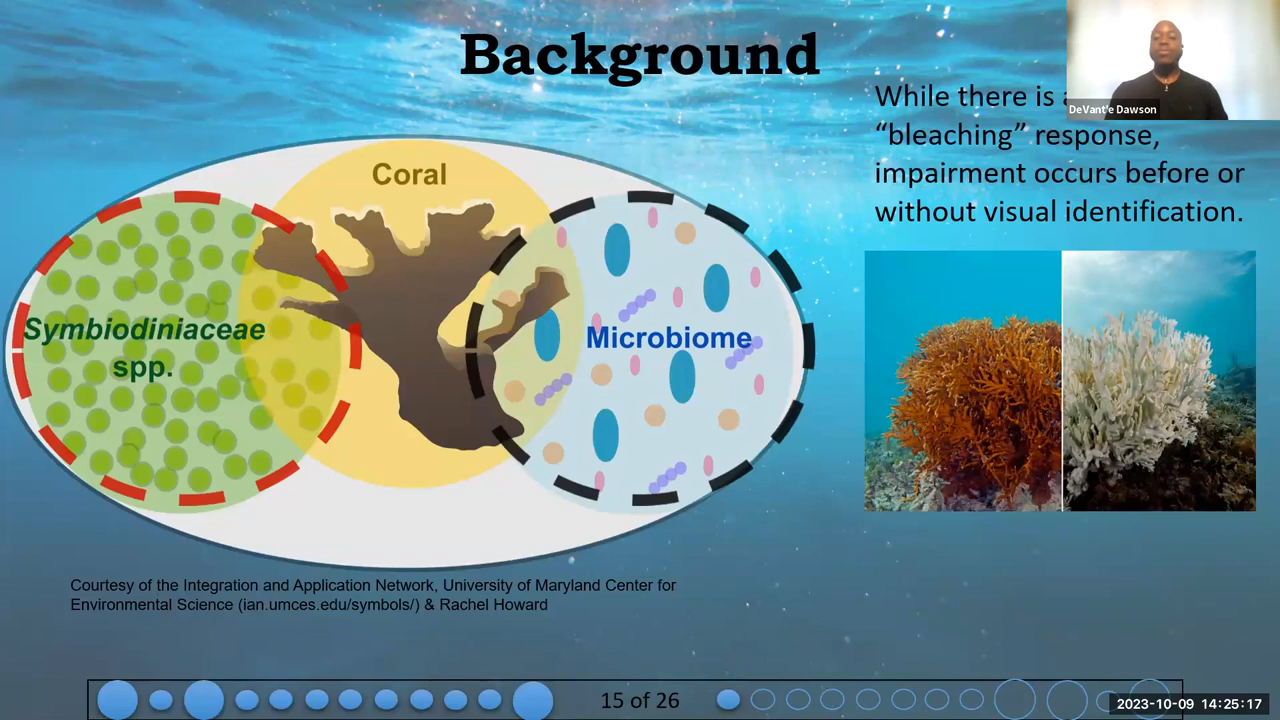 Background
While there is
DeVant'e Dawson
"bleaching" response,
impairment occurs before or
without visual identification.
Coral
Symbiodiniaceae
spp.
Microbiome
Courtesy of the Integration and Application Network, University of Maryland Center for
Environmental Science (ian.umces.edu/symbols/) & Rachel Howard
15 of 26
2023-10-09 14:25:17